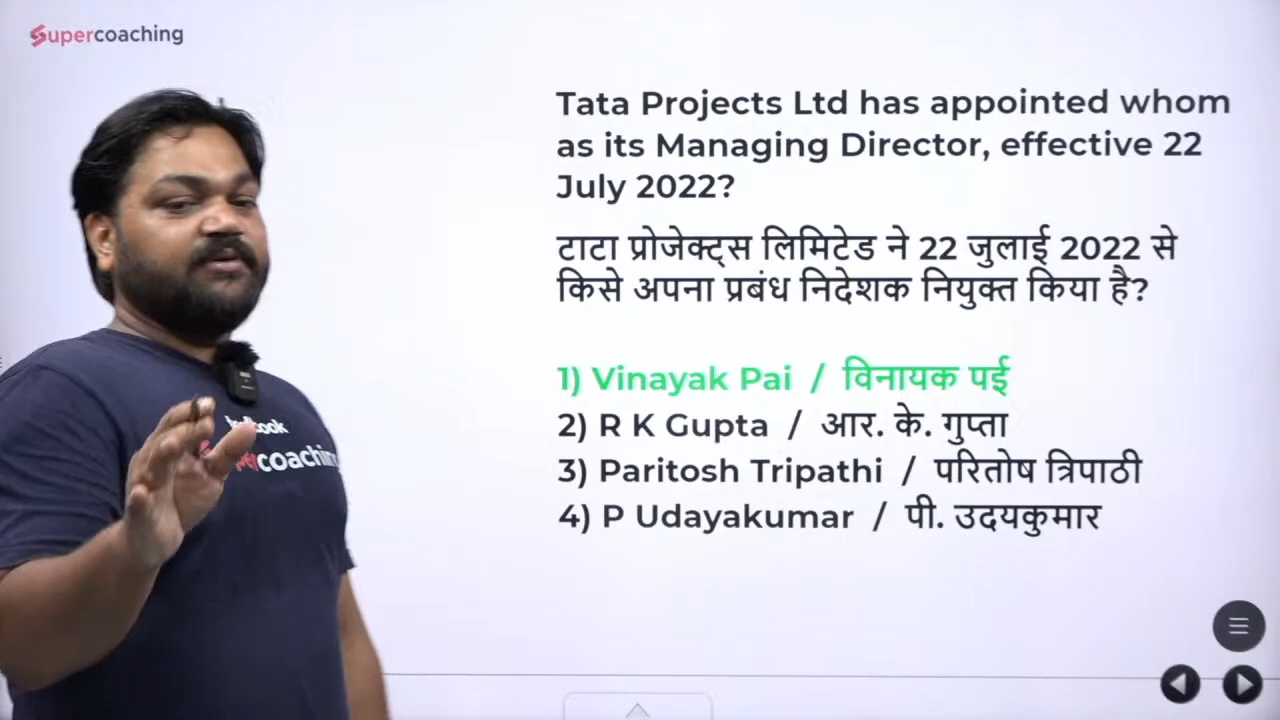 Supercoaching
Tata Projects Ltd has appointed whom
as its Managing Director, effective 22
July 2022?
टाटा प्रोजेक्ट्स लिमिटेड ने 22 जुलाई 2022 से
किसे अपना प्रबंध निदेशक नियुक्त किया है?
1) Vinayak Pai / विनायक पई
2) R K Gupta / आर. के. गुप्ता
3) Paritosh Tripathi / परितोष त्रिपाठी
4) P Udayakumar / पी. उदयकुमार
coaching